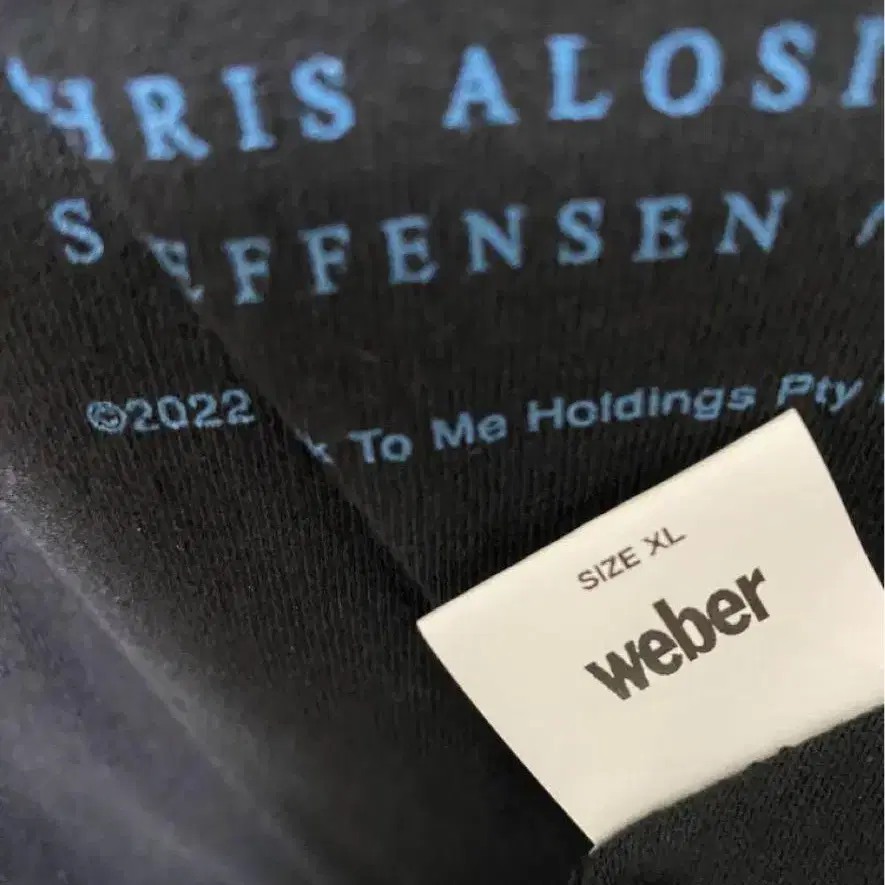 HRIS ALOSI
S EFFENSEN
©2022 To Me Holdings Pty
SIZE XL
weber